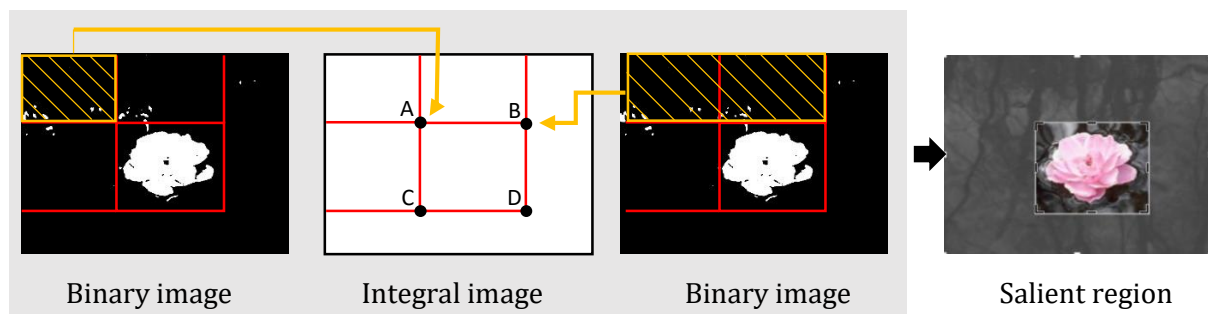 A
B
C
D
Binary image
Integral image
Binary image
Salient region